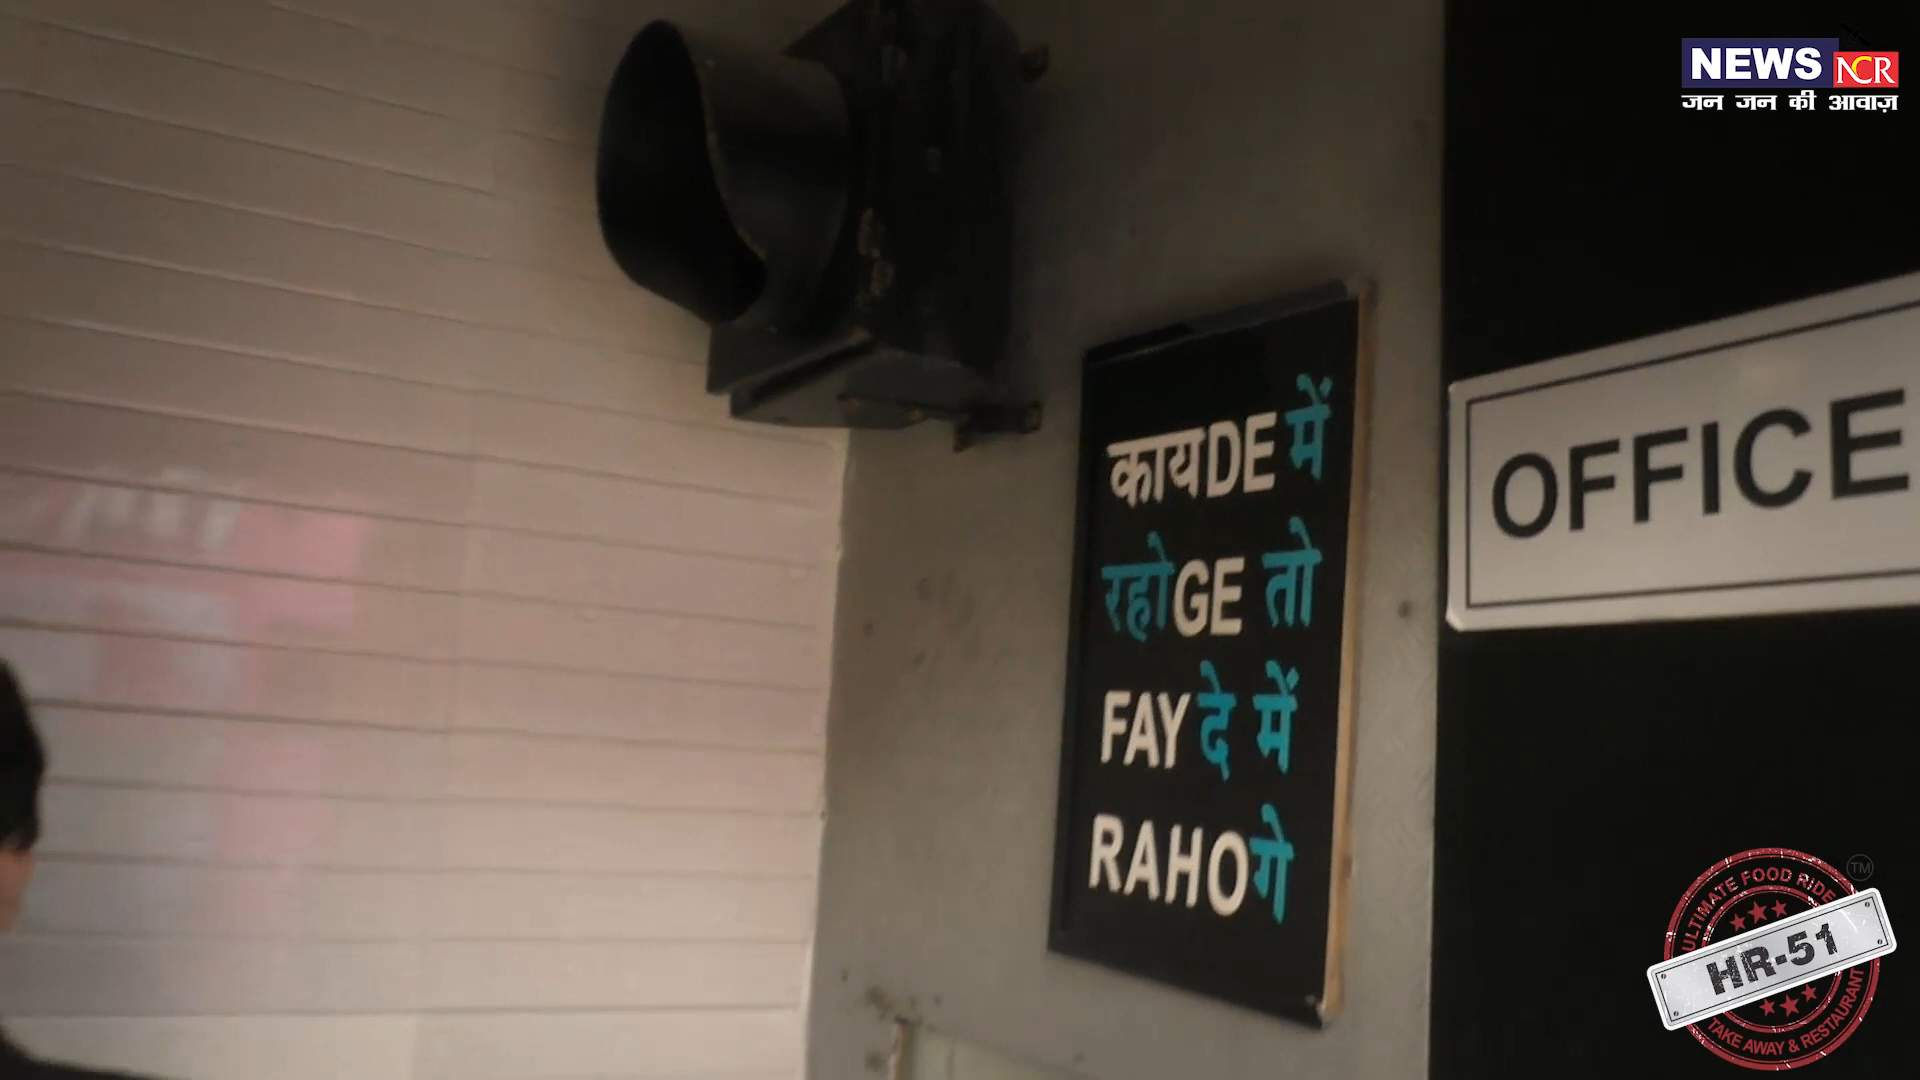 NEWS NCR
जन जन की आवाज़
कायDE में
रहोGE तो
FAYदे में
RAHOगे
OFFICE
ULTIMATE FOOD RIDE
TM
HR-51
TAKE AWAY & RESTAURANT